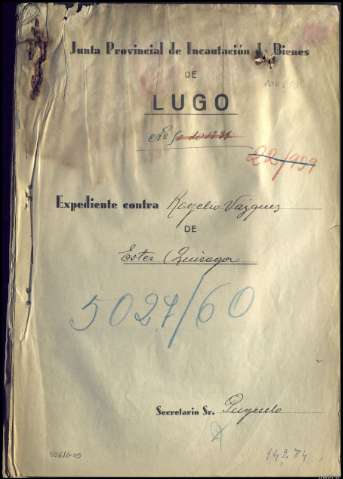 Junta Provincial de Incautación de Bienes
DE
LUGO
22/939
Expediente contra Rogelio Vázquez
DE
Ester Quiroga
5027/60
Secretario Sr.